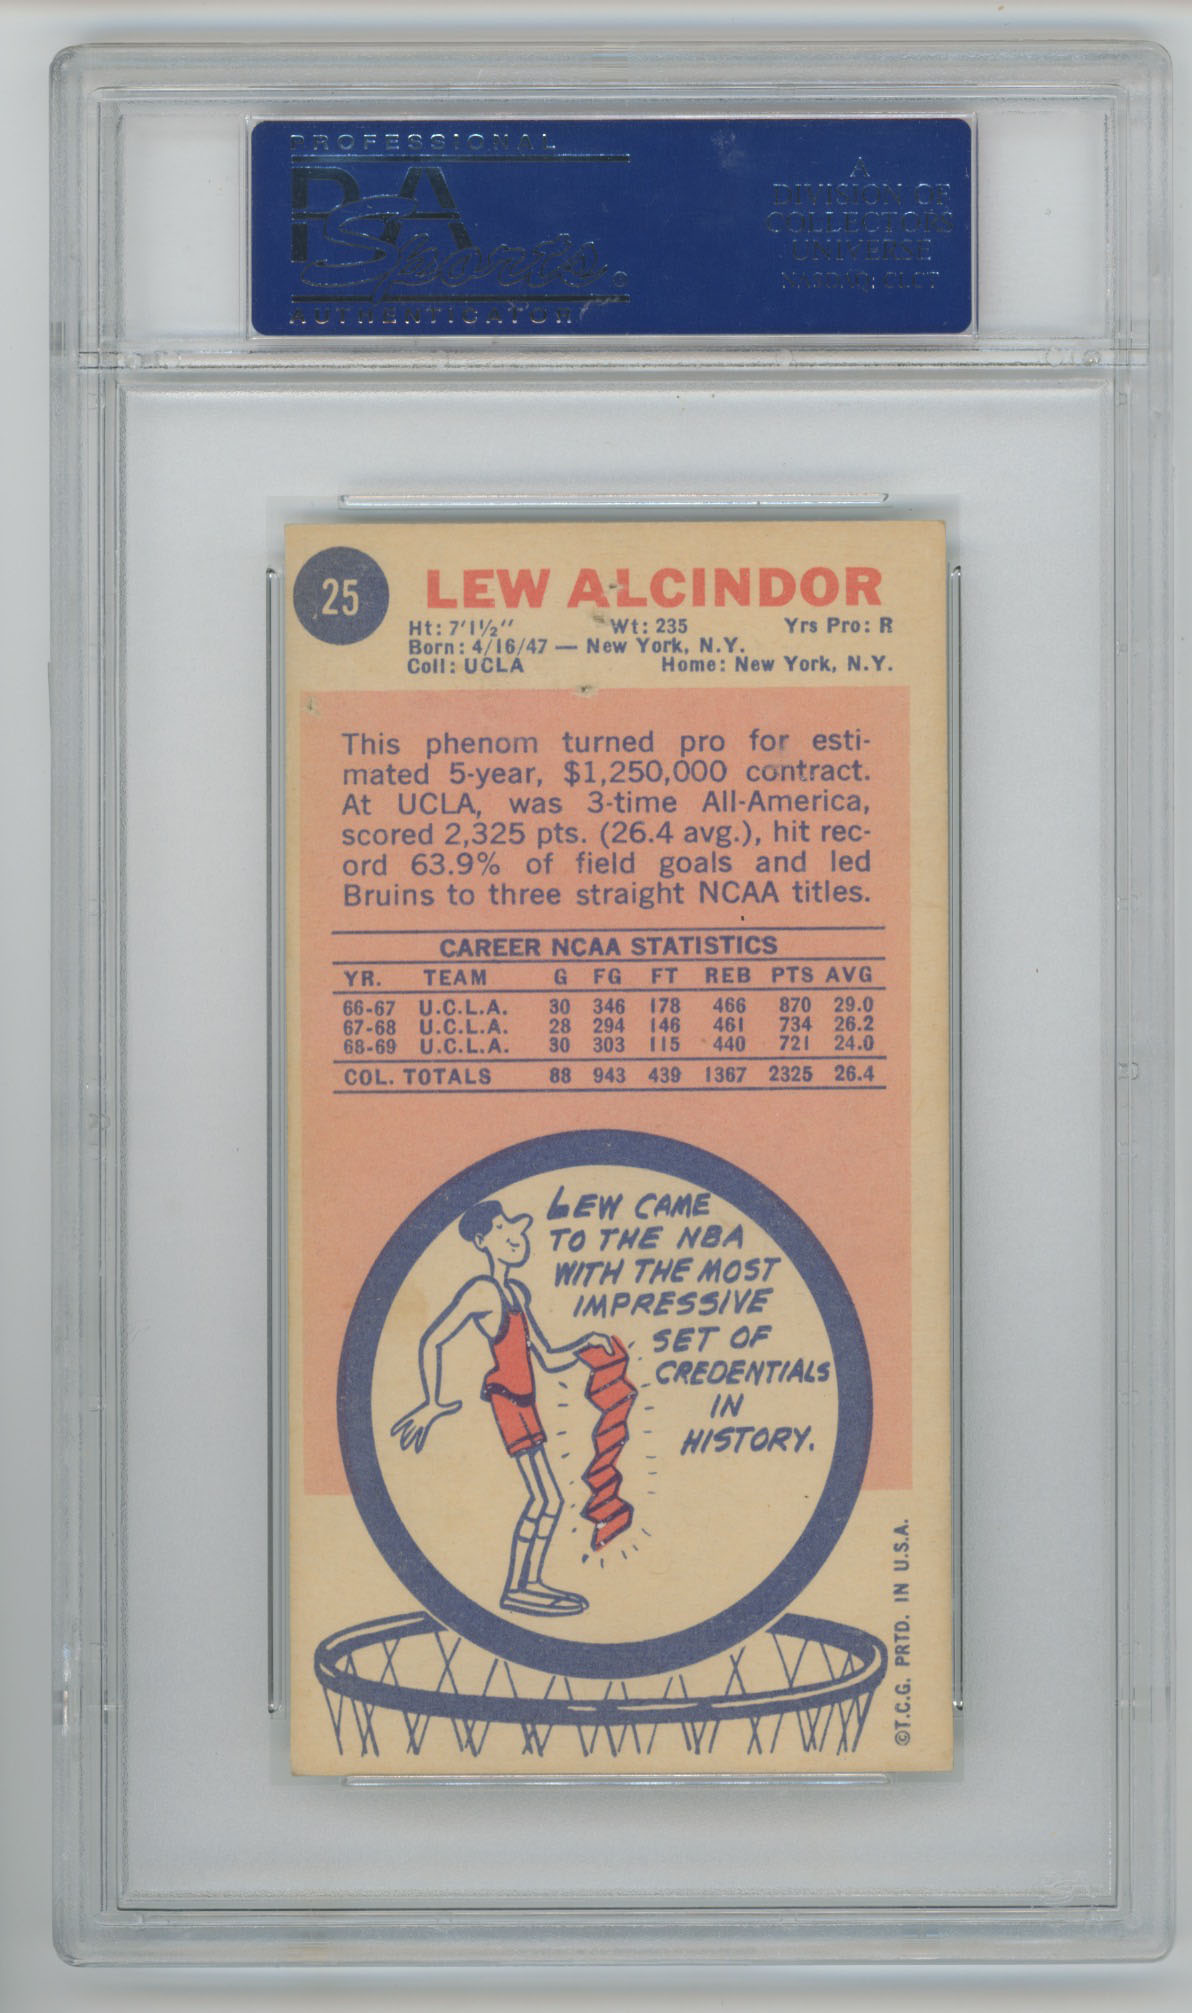 PROFESSIONAL
PSA
Sports
AUTHENTICATOR
A
DIVISION OF
COLLECTORS
UNIVERSE
NASDAQ: CLCT
25
LEW ALCINDOR
Ht: 7'1½" Wt: 235 Yrs Pro: R
Born: 4/16/47 — New York, N.Y.
Coll: UCLA Home: New York, N.Y.
This phenom turned pro for esti-
mated 5-year, $1,250,000 contract.
At UCLA, was 3-time All-America,
scored 2,325 pts. (26.4 avg.), hit rec-
ord 63.9% of field goals and led
Bruins to three straight NCAA titles.
CAREER NCAA STATISTICS
YR. TEAM G FG FT REB PTS AVG
66-67 U.C.L.A. 30 346 178 466 870 29.0
67-68 U.C.L.A. 28 294 146 461 734 26.2
68-69 U.C.L.A. 30 303 115 440 721 24.0
COL. TOTALS 88 943 439 1367 2325 26.4
LEW CAME
TO THE NBA
WITH THE MOST
IMPRESSIVE
SET OF
CREDENTIALS
IN
HISTORY.
©T.C.G. PRTD. IN U.S.A.